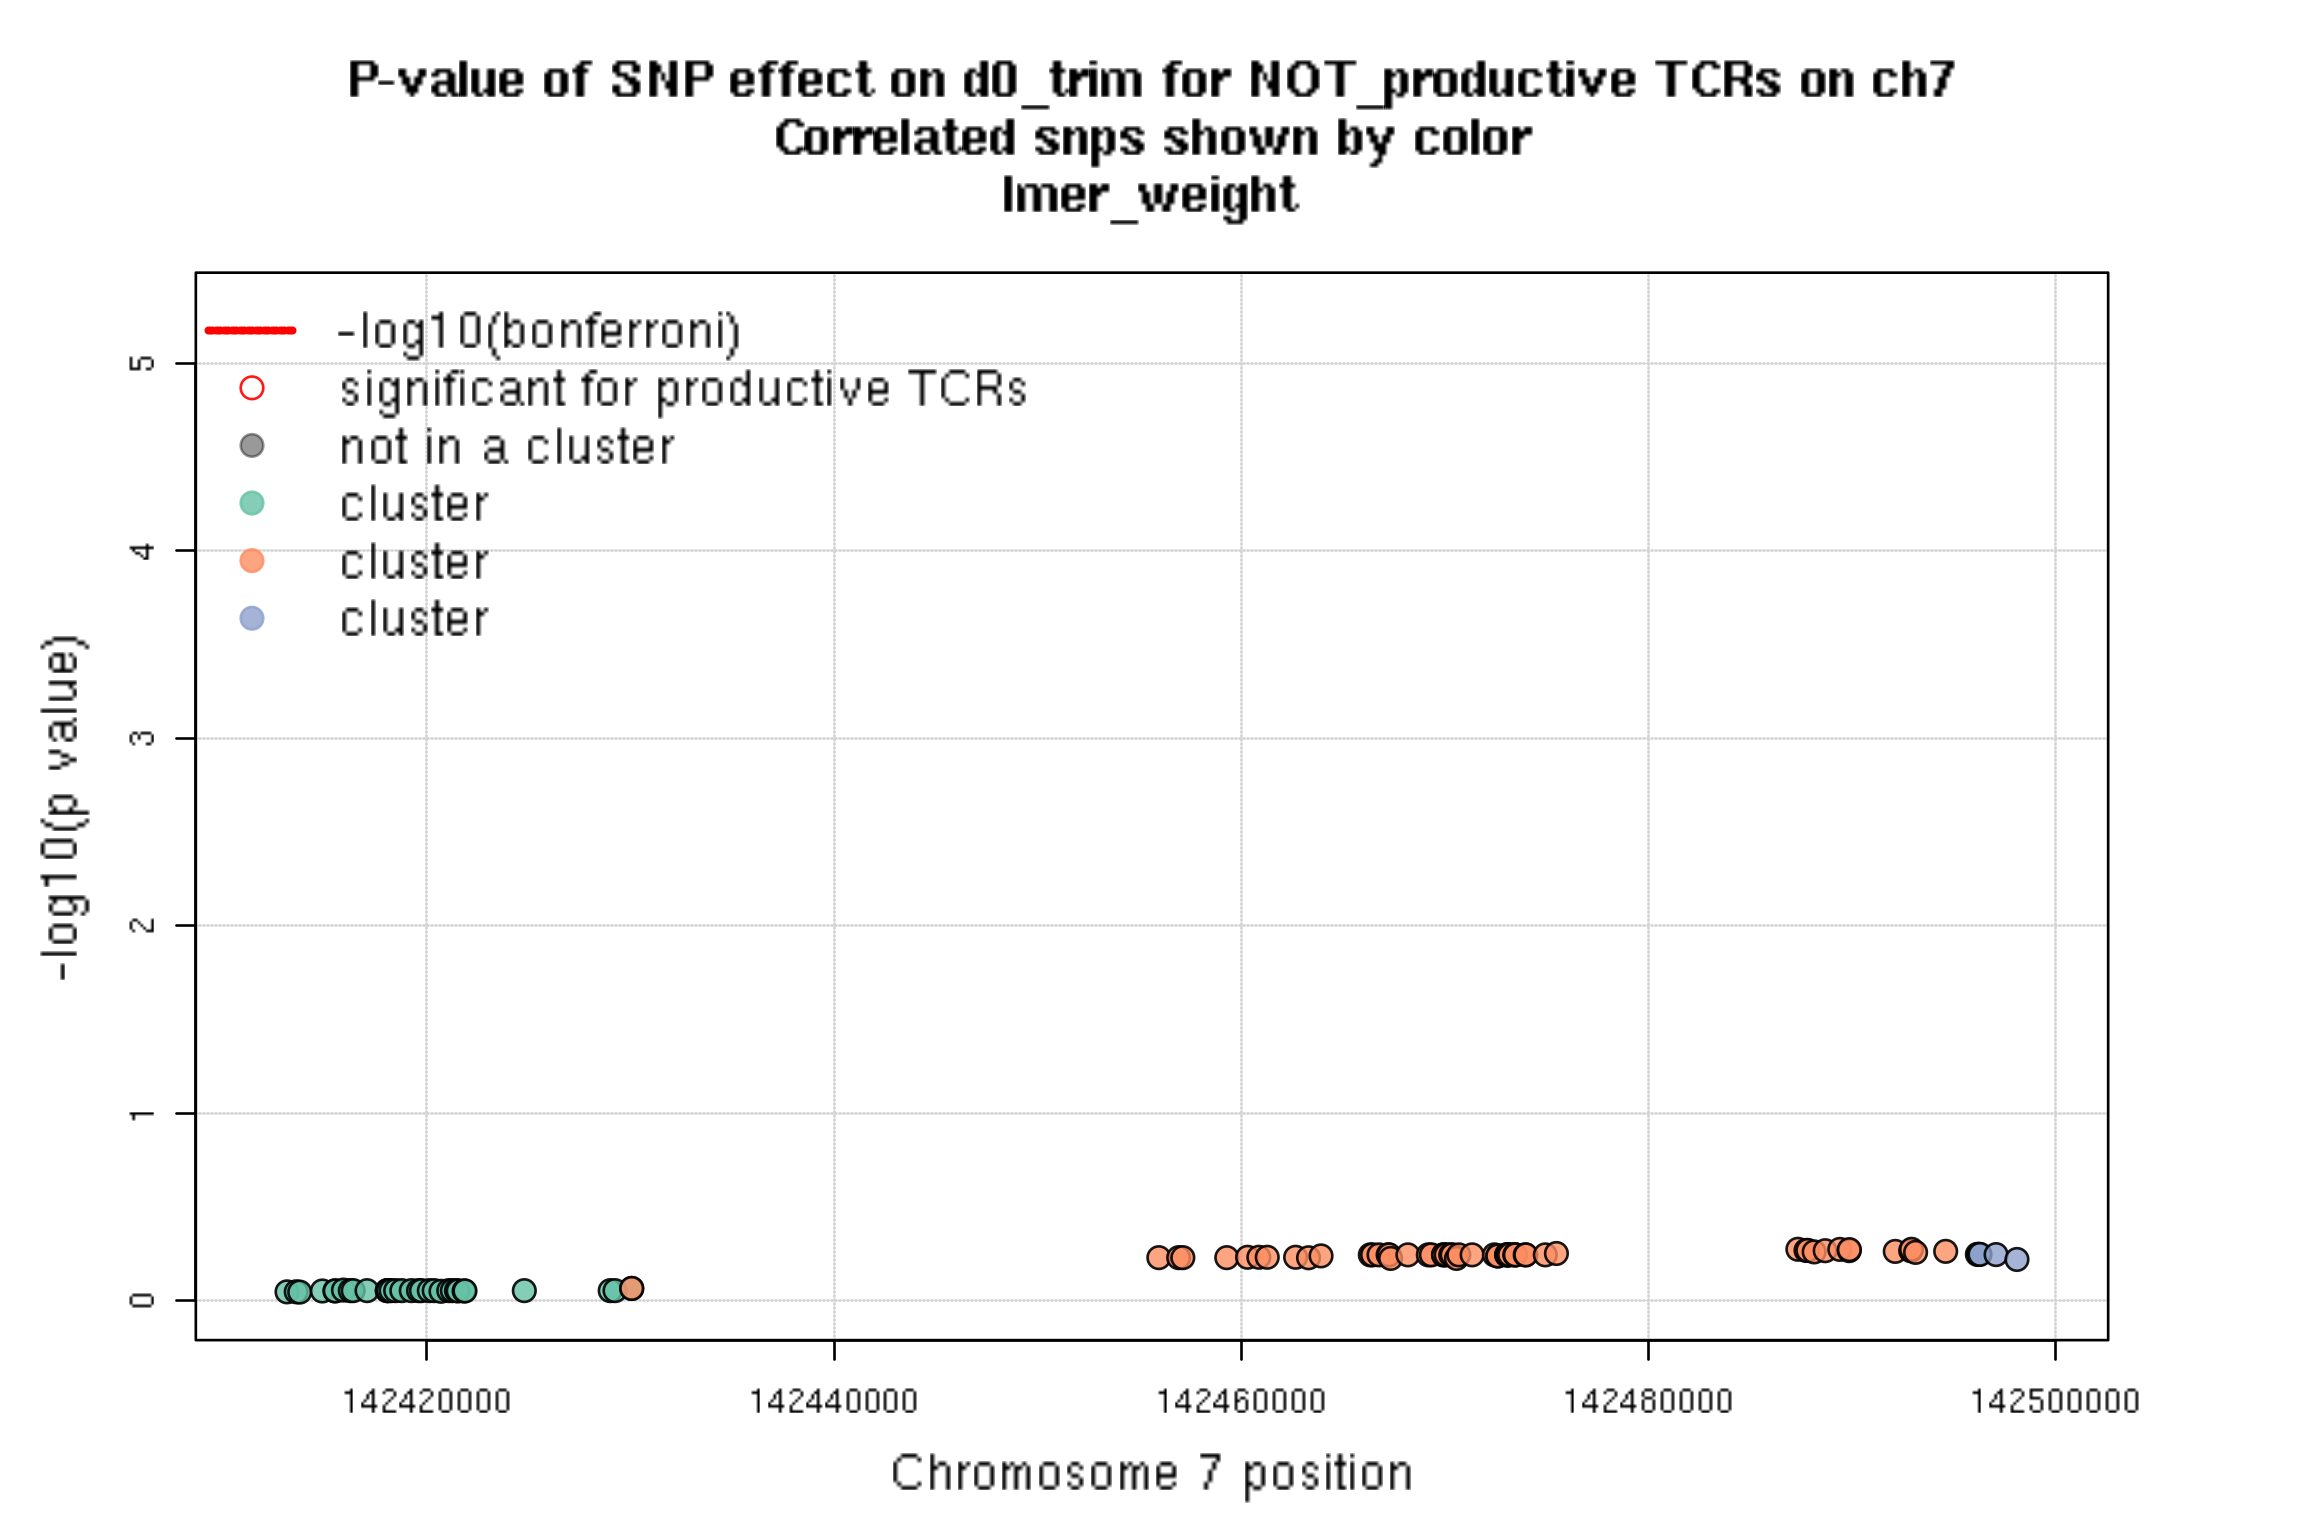 P-value of SNP effect on d0_trim for NOT_productive TCRs on ch7
Correlated snps shown by color
lmer_weight
-log10(bonferroni)
significant for productive TCRs
not in a cluster
cluster
cluster
cluster
-log10(p value)
5
4
3
2
1
0
142420000
142440000
142460000
142480000
142500000
Chromosome 7 position